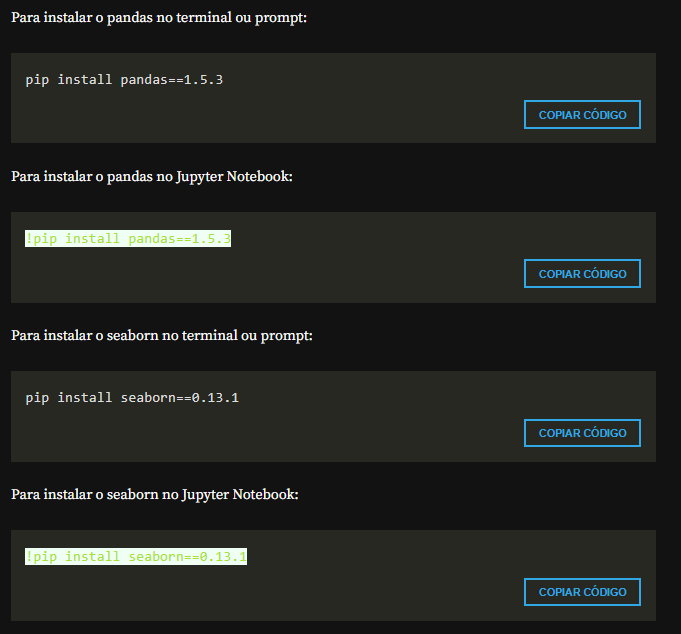 Para instalar o pandas no terminal ou prompt:
pip install pandas==1.5.3
COPIAR CÓDIGO
Para instalar o pandas no Jupyter Notebook:
!pip install pandas==1.5.3
COPIAR CÓDIGO
Para instalar o seaborn no terminal ou prompt:
pip install seaborn==0.13.1
COPIAR CÓDIGO
Para instalar o seaborn no Jupyter Notebook:
!pip install seaborn==0.13.1
COPIAR CÓDIGO